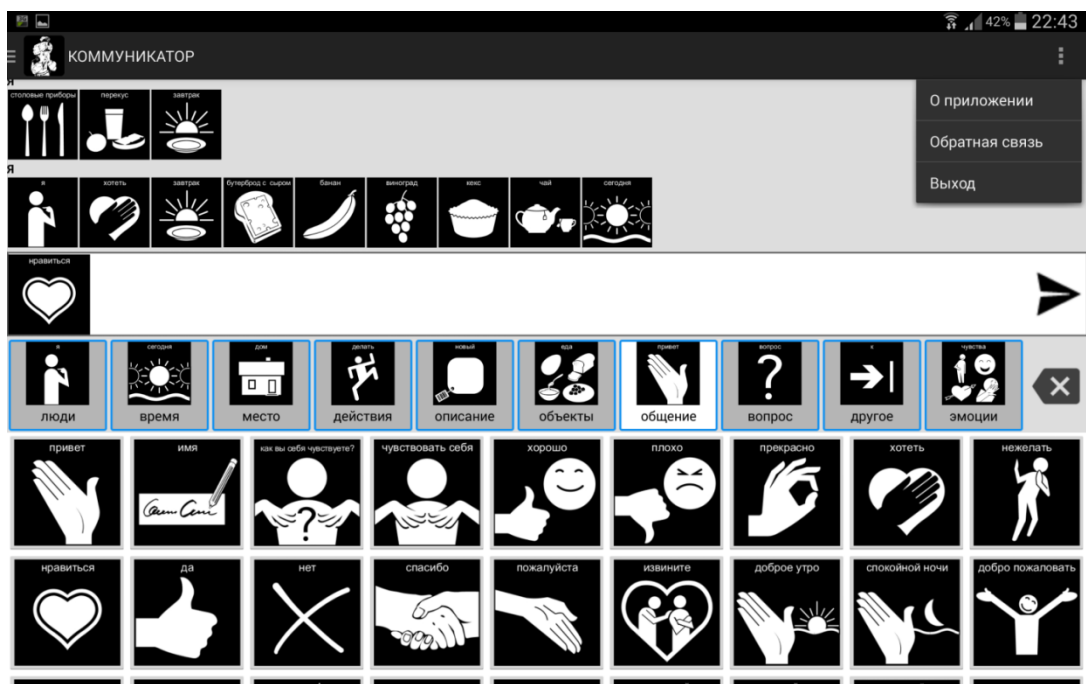 42% 22:43
КОММУНИКАТОР
О приложении
Обратная связь
Выход
я
столовые приборы перекус завтрак
я
я хотеть завтрак бутерброд с сыром банан виноград кекс чай сегодня
нравиться
я сегодня дом делать новый еда привет вопрос к чувства
люди время место действия описание объекты общение вопрос другое эмоции
привет имя как вы себя чувствуете? чувствовать себя хорошо плохо прекрасно хотеть нежелать
нравиться да нет спасибо пожалуйста извините доброе утро спокойной ночи добро пожаловать